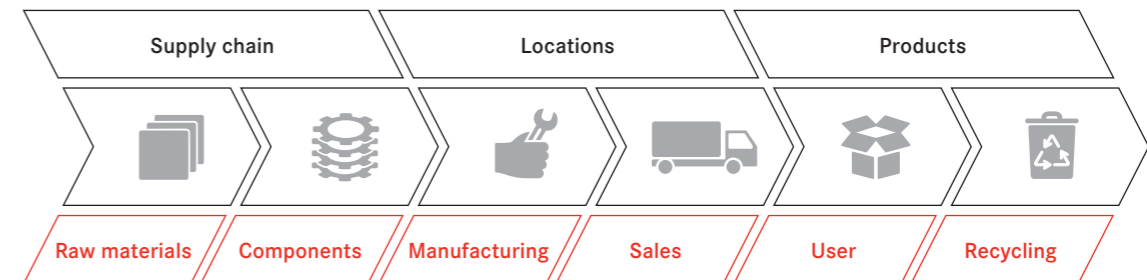 Supply chain
Locations
Products
Raw materials
Components
Manufacturing
Sales
User
Recycling